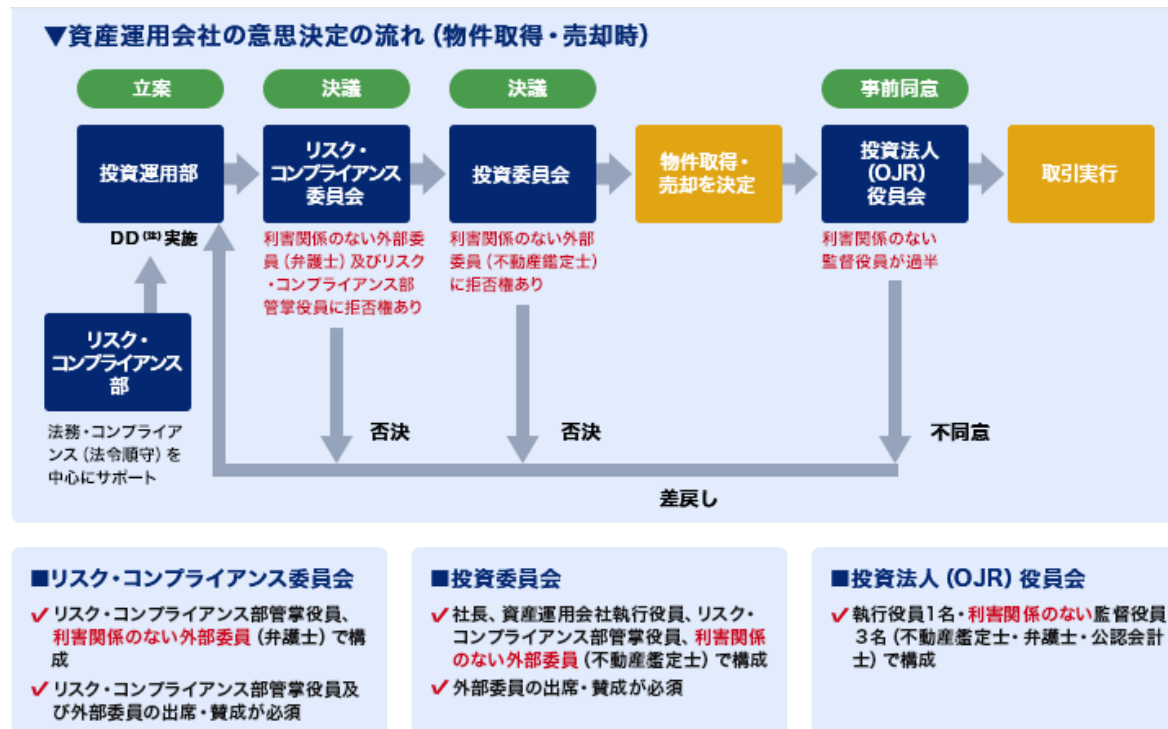 ▼資産運用会社の意思決定の流れ(物件取得・売却時)
立案
決議
決議
事前同意
投資運用部
リスク・
コンプライアンス
委員会
投資委員会
物件取得・
売却を決定
投資法人
(OJR)
役員会
取引実行
DD(注)実施
利害関係のない外部委
員(弁護士)及びリスク
・コンプライアンス部
管掌役員に拒否権あり
利害関係のない外部
委員(不動産鑑定士)
に拒否権あり
利害関係のない
監督役員が過半
リスク・
コンプライアンス
部
法務・コンプライア
ンス(法令順守)を
中心にサポート
否決
否決
不同意
差戻し
■リスク・コンプライアンス委員会
✓リスク・コンプライアンス部管掌役員、
利害関係のない外部委員(弁護士)で構
成
✓リスク・コンプライアンス部管掌役員及
び外部委員の出席・賛成が必須
■投資委員会
✓社長、資産運用会社執行役員、リスク・
コンプライアンス部管掌役員、利害関係
のない外部委員(不動産鑑定士)で構成
✓外部委員の出席・賛成が必須
■投資法人(OJR)役員会
✓執行役員1名・利害関係のない監督役員
3名(不動産鑑定士・弁護士・公認会計
士)で構成